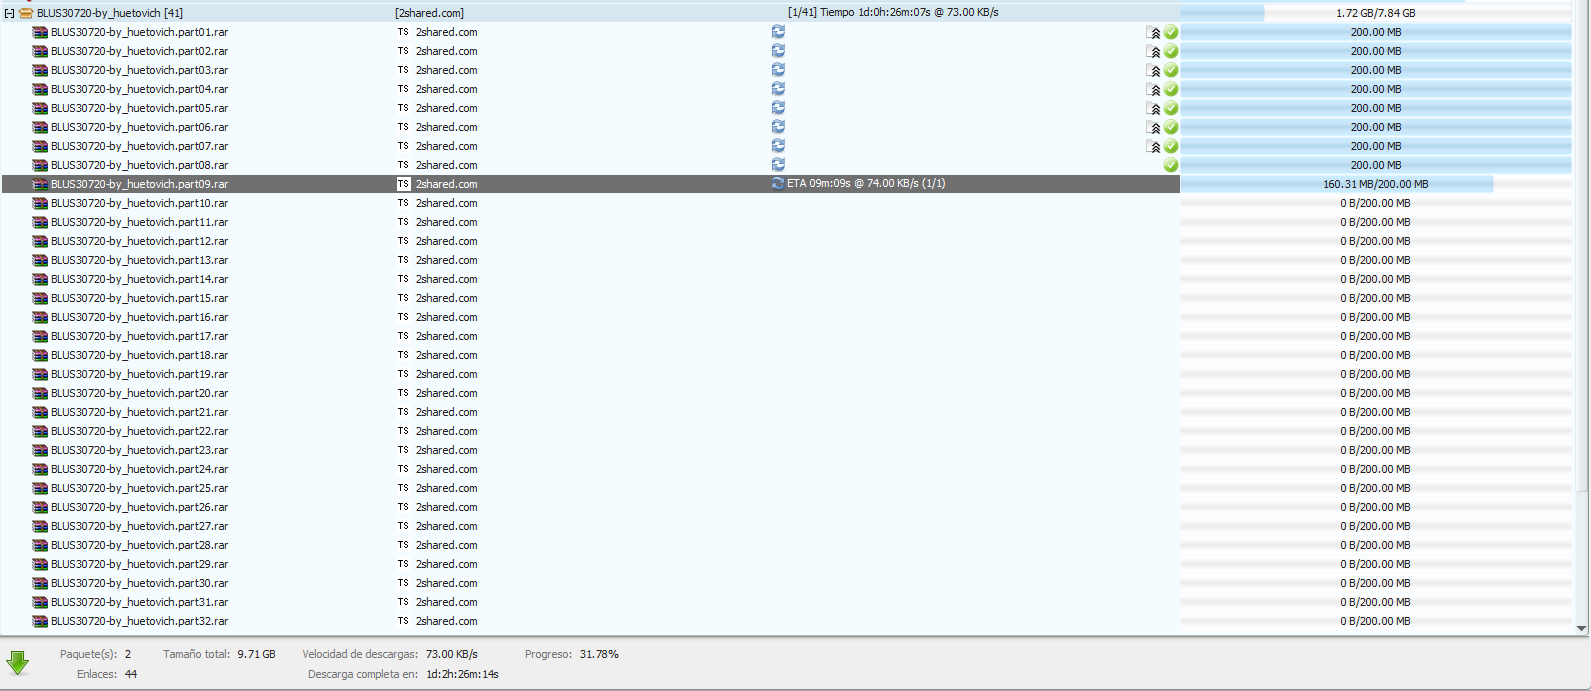 BLUS30720-by_huetovich [41] [2shared.com] [1/41] Tiempo 1d:0h:26m:07s @ 73.00 KB/s 1.72 GB/7.84 GB
BLUS30720-by_huetovich.part01.rar TS 2shared.com 200.00 MB
BLUS30720-by_huetovich.part02.rar TS 2shared.com 200.00 MB
BLUS30720-by_huetovich.part03.rar TS 2shared.com 200.00 MB
BLUS30720-by_huetovich.part04.rar TS 2shared.com 200.00 MB
BLUS30720-by_huetovich.part05.rar TS 2shared.com 200.00 MB
BLUS30720-by_huetovich.part06.rar TS 2shared.com 200.00 MB
BLUS30720-by_huetovich.part07.rar TS 2shared.com 200.00 MB
BLUS30720-by_huetovich.part08.rar TS 2shared.com 200.00 MB
BLUS30720-by_huetovich.part09.rar TS 2shared.com ETA 09m:09s @ 74.00 KB/s (1/1) 160.31 MB/200.00 MB
BLUS30720-by_huetovich.part10.rar TS 2shared.com 0 B/200.00 MB
BLUS30720-by_huetovich.part11.rar TS 2shared.com 0 B/200.00 MB
BLUS30720-by_huetovich.part12.rar TS 2shared.com 0 B/200.00 MB
BLUS30720-by_huetovich.part13.rar TS 2shared.com 0 B/200.00 MB
BLUS30720-by_huetovich.part14.rar TS 2shared.com 0 B/200.00 MB
BLUS30720-by_huetovich.part15.rar TS 2shared.com 0 B/200.00 MB
BLUS30720-by_huetovich.part16.rar TS 2shared.com 0 B/200.00 MB
BLUS30720-by_huetovich.part17.rar TS 2shared.com 0 B/200.00 MB
BLUS30720-by_huetovich.part18.rar TS 2shared.com 0 B/200.00 MB
BLUS30720-by_huetovich.part19.rar TS 2shared.com 0 B/200.00 MB
BLUS30720-by_huetovich.part20.rar TS 2shared.com 0 B/200.00 MB
BLUS30720-by_huetovich.part21.rar TS 2shared.com 0 B/200.00 MB
BLUS30720-by_huetovich.part22.rar TS 2shared.com 0 B/200.00 MB
BLUS30720-by_huetovich.part23.rar TS 2shared.com 0 B/200.00 MB
BLUS30720-by_huetovich.part24.rar TS 2shared.com 0 B/200.00 MB
BLUS30720-by_huetovich.part25.rar TS 2shared.com 0 B/200.00 MB
BLUS30720-by_huetovich.part26.rar TS 2shared.com 0 B/200.00 MB
BLUS30720-by_huetovich.part27.rar TS 2shared.com 0 B/200.00 MB
BLUS30720-by_huetovich.part28.rar TS 2shared.com 0 B/200.00 MB
BLUS30720-by_huetovich.part29.rar TS 2shared.com 0 B/200.00 MB
BLUS30720-by_huetovich.part30.rar TS 2shared.com 0 B/200.00 MB
BLUS30720-by_huetovich.part31.rar TS 2shared.com 0 B/200.00 MB
BLUS30720-by_huetovich.part32.rar TS 2shared.com 0 B/200.00 MB
Paquete(s): 2 Tamaño total: 9.71 GB Velocidad de descargas: 73.00 KB/s Progreso: 31.78%
Enlaces: 44 Descarga completa en: 1d:2h:26m:14s